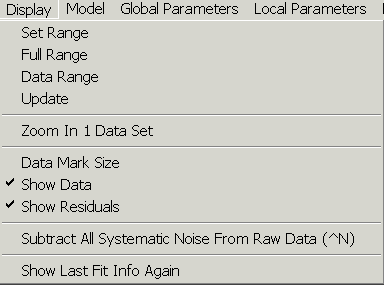 Display Model Global Parameters Local Parameters
Set Range
Full Range
Data Range
Update
Zoom In 1 Data Set
Data Mark Size
Show Data
Show Residuals
Subtract All Systematic Noise From Raw Data (^N)
Show Last Fit Info Again